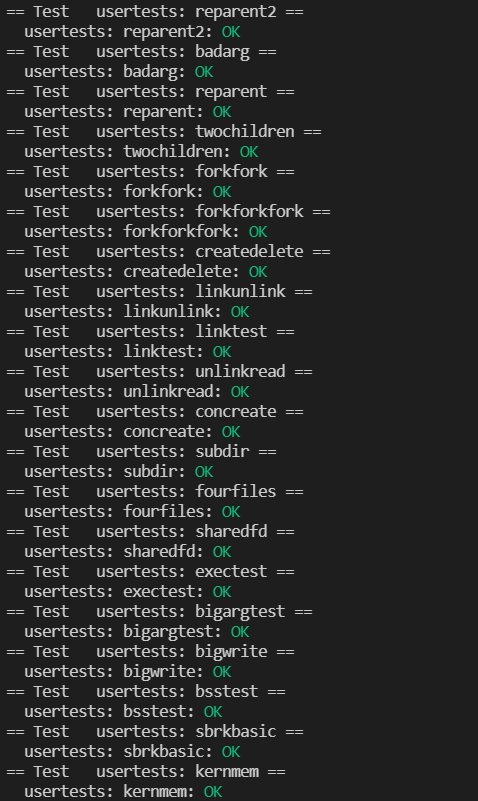 == Test   usertests: reparent2 ==
  usertests: reparent2: OK
== Test   usertests: badarg ==
  usertests: badarg: OK
== Test   usertests: reparent ==
  usertests: reparent: OK
== Test   usertests: twochildren ==
  usertests: twochildren: OK
== Test   usertests: forkfork ==
  usertests: forkfork: OK
== Test   usertests: forkforkfork ==
  usertests: forkforkfork: OK
== Test   usertests: createdelete ==
  usertests: createdelete: OK
== Test   usertests: linkunlink ==
  usertests: linkunlink: OK
== Test   usertests: linktest ==
  usertests: linktest: OK
== Test   usertests: unlinkread ==
  usertests: unlinkread: OK
== Test   usertests: concreate ==
  usertests: concreate: OK
== Test   usertests: subdir ==
  usertests: subdir: OK
== Test   usertests: fourfiles ==
  usertests: fourfiles: OK
== Test   usertests: sharedfd ==
  usertests: sharedfd: OK
== Test   usertests: exectest ==
  usertests: exectest: OK
== Test   usertests: bigargtest ==
  usertests: bigargtest: OK
== Test   usertests: bigwrite ==
  usertests: bigwrite: OK
== Test   usertests: bsstest ==
  usertests: bsstest: OK
== Test   usertests: sbrkbasic ==
  usertests: sbrkbasic: OK
== Test   usertests: kernmem ==
  usertests: kernmem: OK